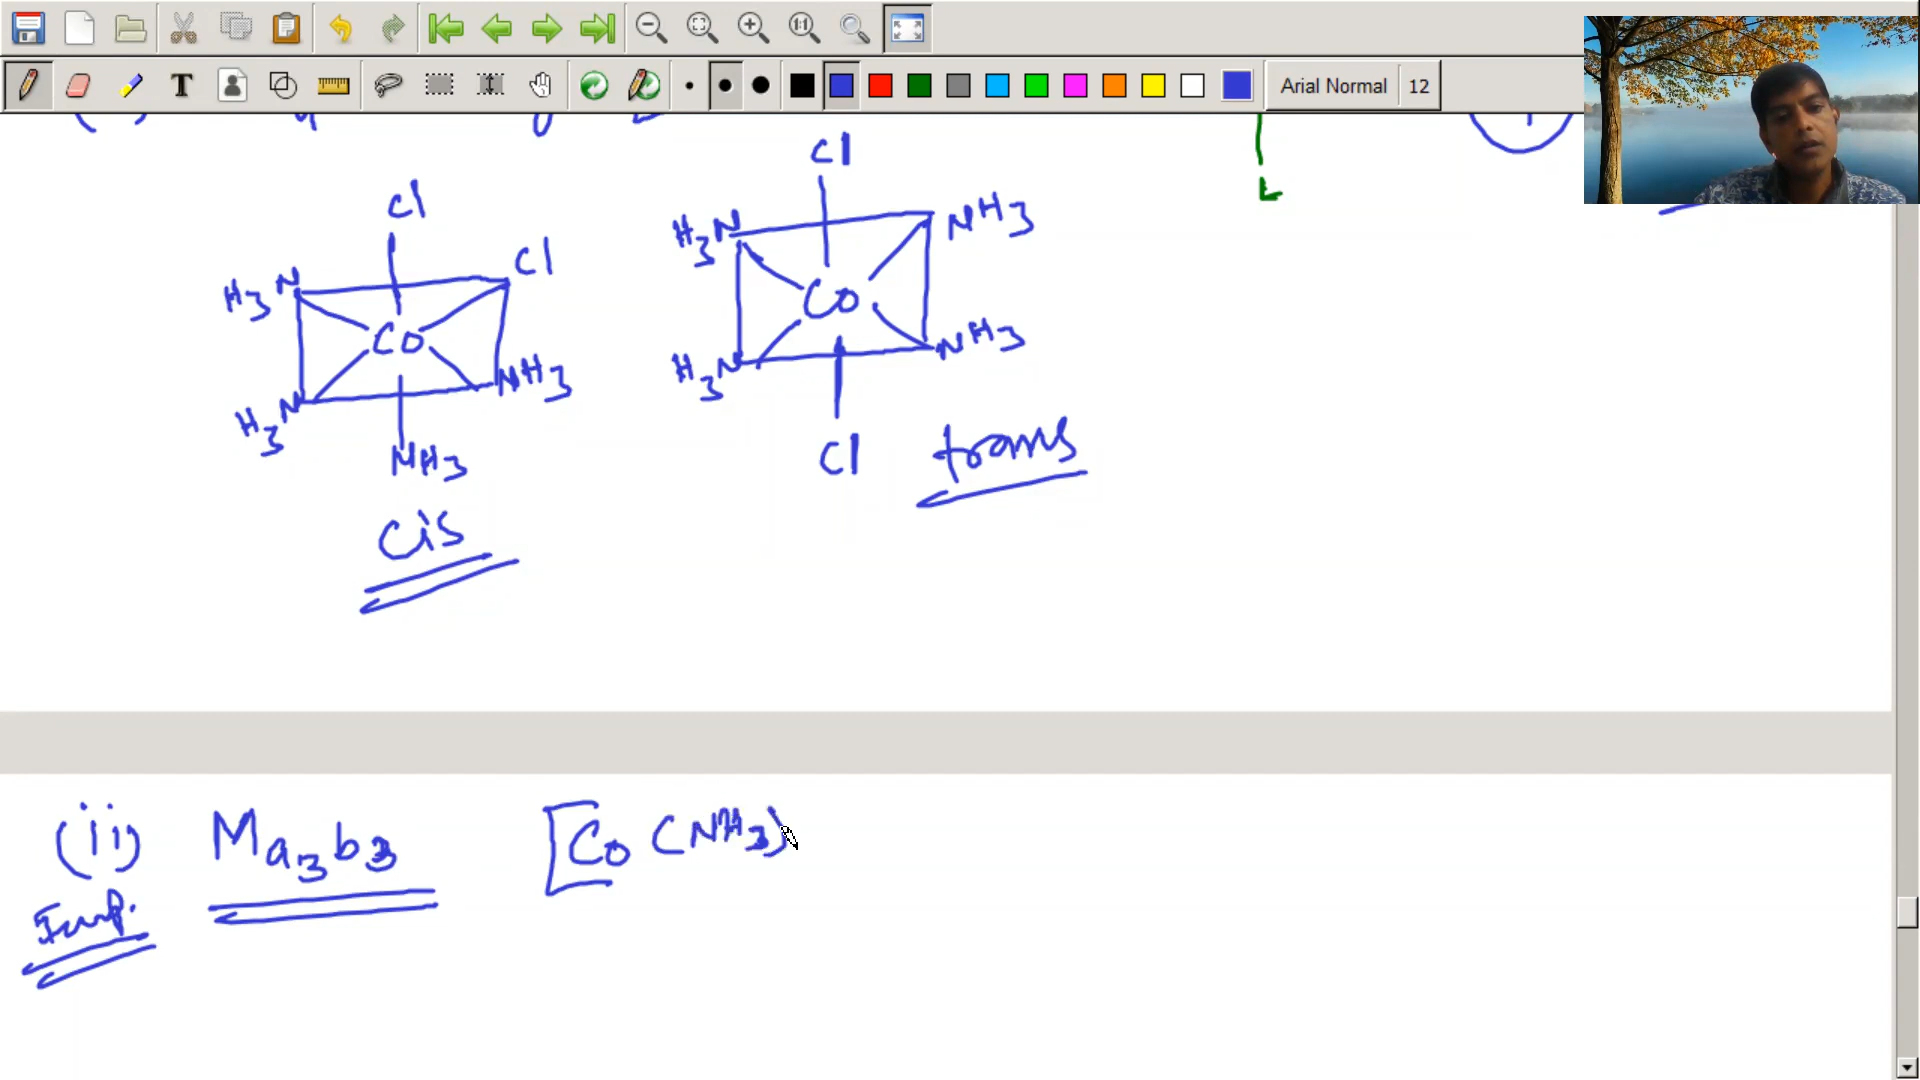 Arial Normal 12
Cl
Cl
H3N NH3
Cl
H3N
Co
Co
H3N NH3
NH3
H3N
NH3
Cl
trans
cis
(ii) Ma3b3 [Co (NH3)
Imp.